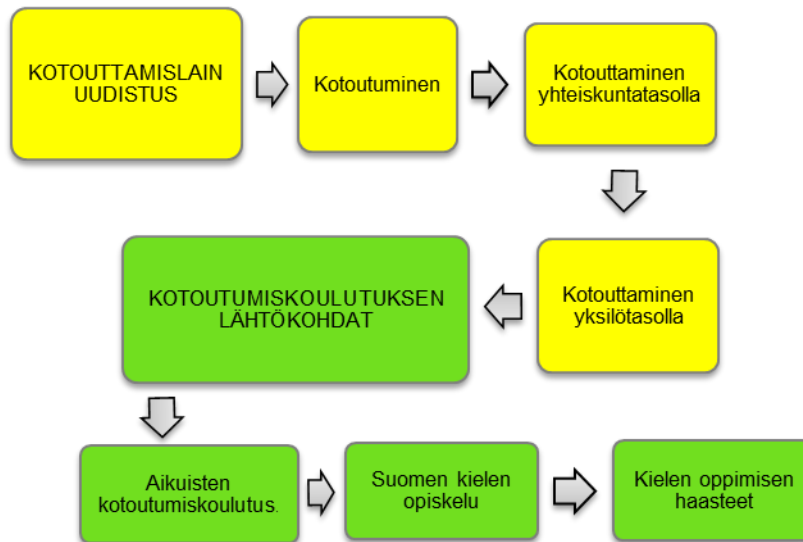 KOTOUTTAMISLAIN
UUDISTUS
Kotoutuminen
Kotouttaminen
yhteiskuntatasolla
Kotouttaminen
yksilötasolla
KOTOUTUMISKOULUTUKSEN
LÄHTÖKOHDAT
Aikuisten
kotoutumiskoulutus.
Suomen kielen
opiskelu
Kielen oppimisen
haasteet